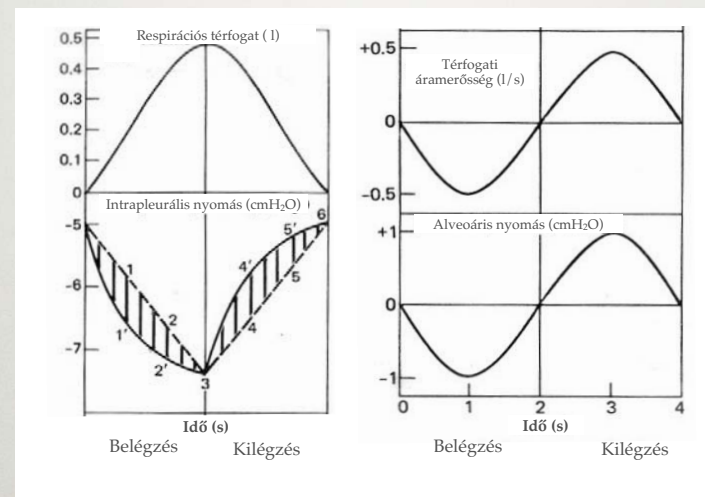 0.5
Respirációs térfogat ( l)
0.4
0.3
0.2
0.1
0
Intrapleurális nyomás (cmH₂O)
-5
-6
-7
1
2
3
4
5
6
1'
2'
4'
5'
Idő (s)
Belégzés
Kilégzés
+0.5
Térfogati
áramerősség (l/s)
0
-0.5
Alveoáris nyomás (cmH₂O)
+1
0
-1
0
1
2
3
4
Idő (s)
Belégzés
Kilégzés